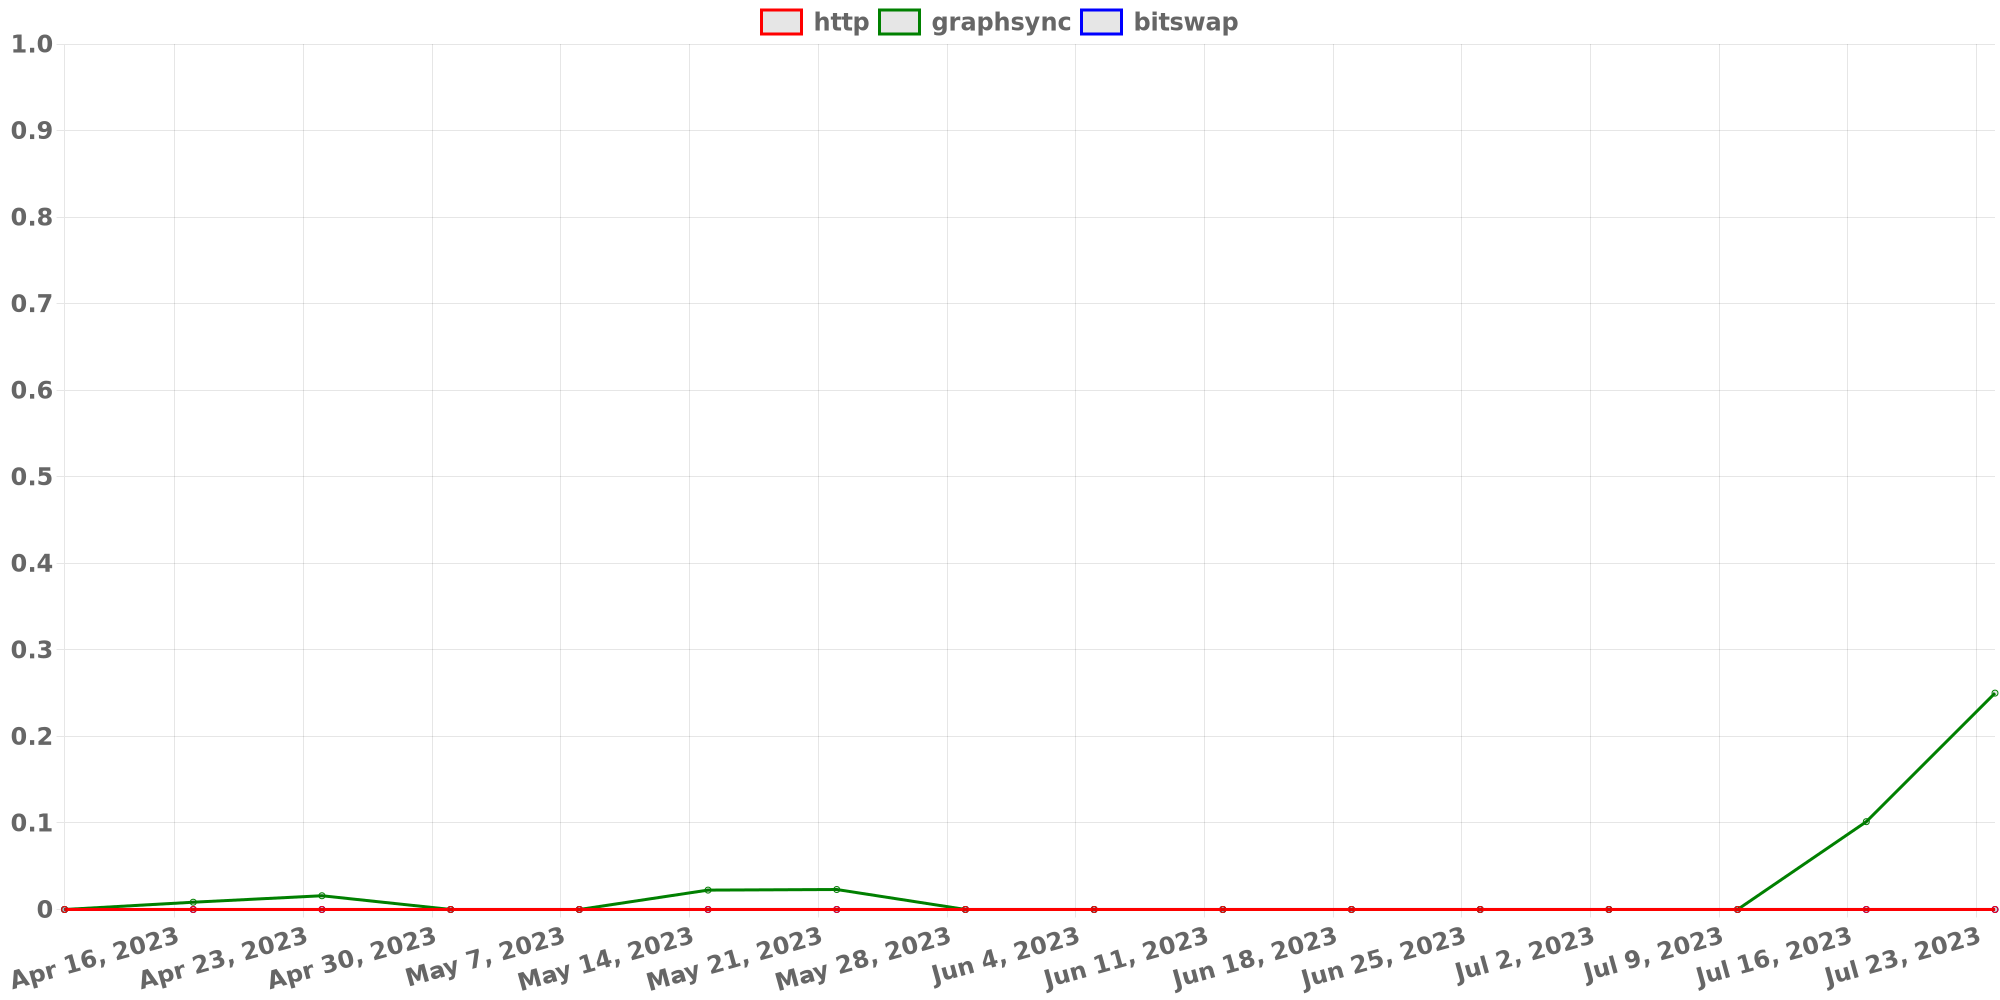 http graphsync bitswap
1.0
0.9
0.8
0.7
0.6
0.5
0.4
0.3
0.2
0.1
0
Apr 16, 2023
Apr 23, 2023
Apr 30, 2023
May 7, 2023
May 14, 2023
May 21, 2023
May 28, 2023
Jun 4, 2023
Jun 11, 2023
Jun 18, 2023
Jun 25, 2023
Jul 2, 2023
Jul 9, 2023
Jul 16, 2023
Jul 23, 2023